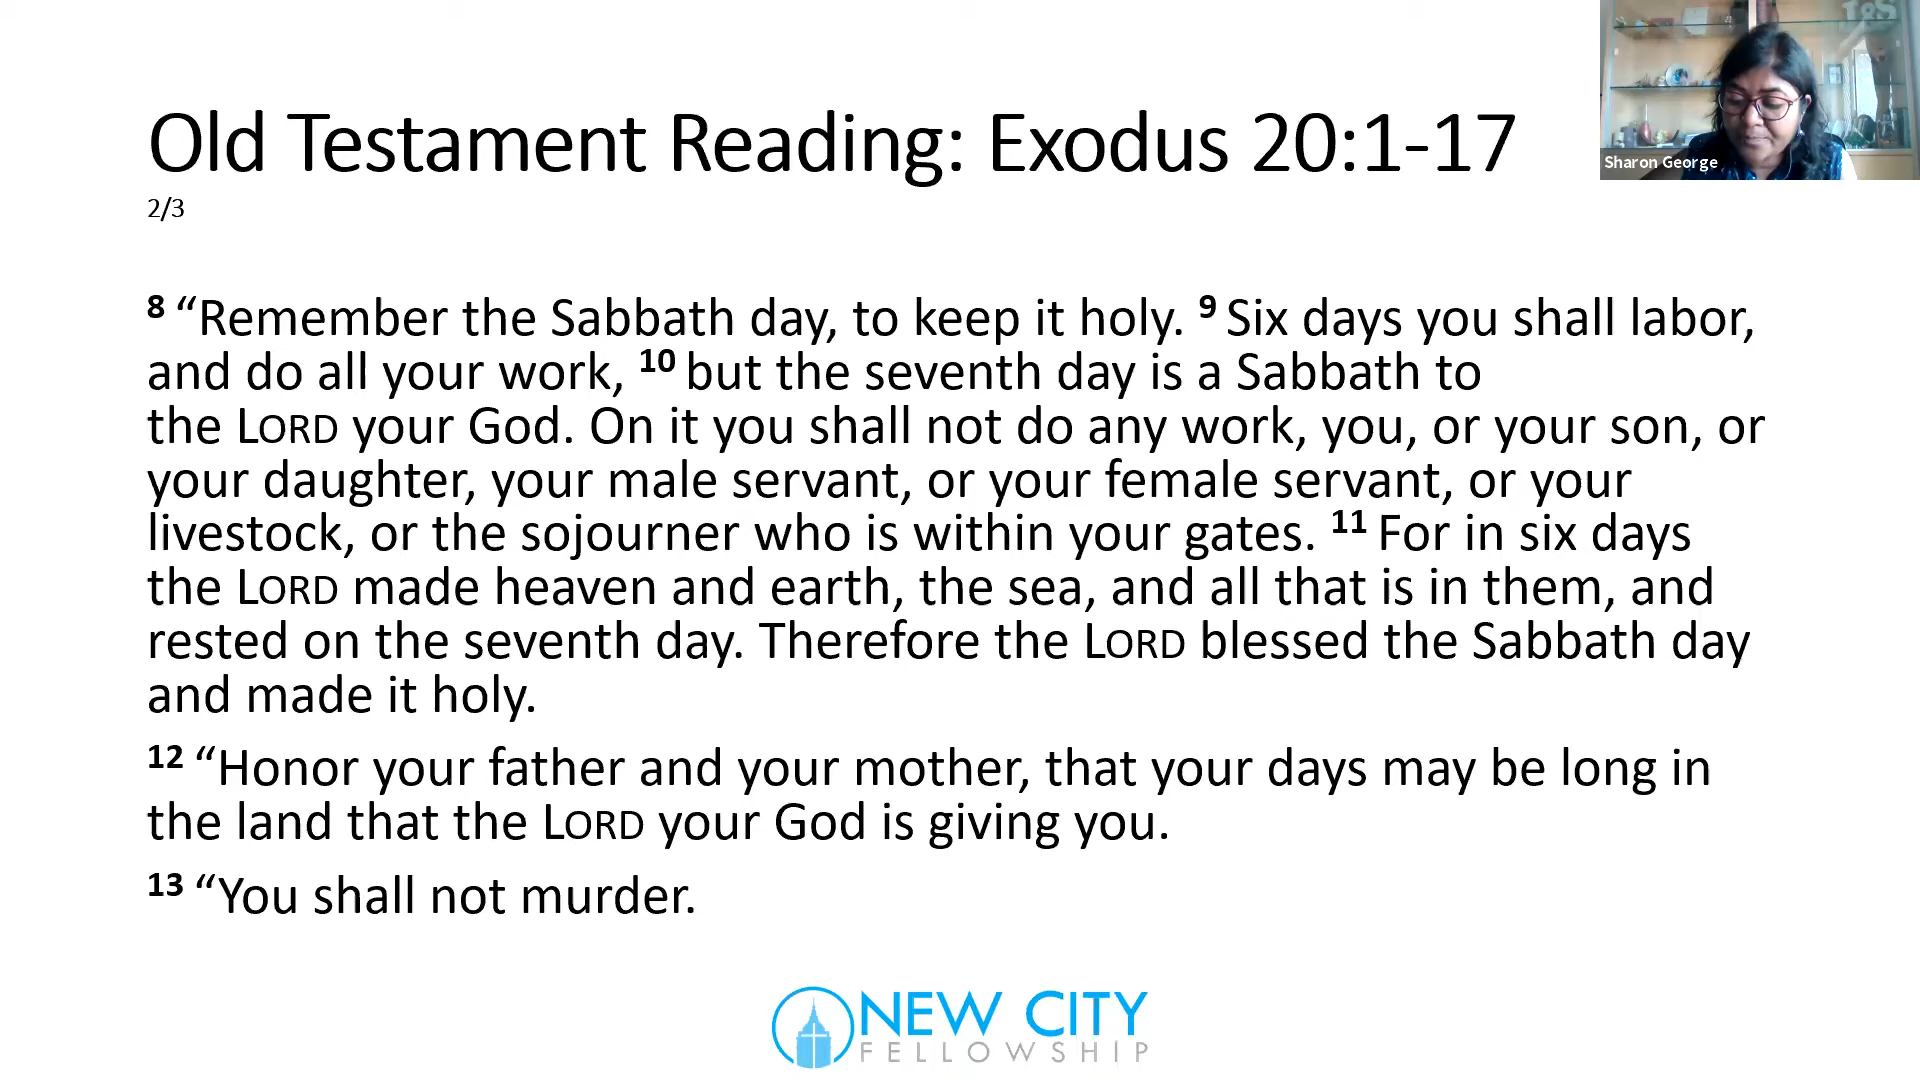 Old Testament Reading: Exodus 20:1-17
2/3
Sharon George
8 “Remember the Sabbath day, to keep it holy. 9 Six days you shall labor,
and do all your work, 10 but the seventh day is a Sabbath to
the LORD your God. On it you shall not do any work, you, or your son, or
your daughter, your male servant, or your female servant, or your
livestock, or the sojourner who is within your gates. 11 For in six days
the LORD made heaven and earth, the sea, and all that is in them, and
rested on the seventh day. Therefore the LORD blessed the Sabbath day
and made it holy.
12 “Honor your father and your mother, that your days may be long in
the land that the LORD your God is giving you.
13 “You shall not murder.
NEW CITY
FELLOWSHIP